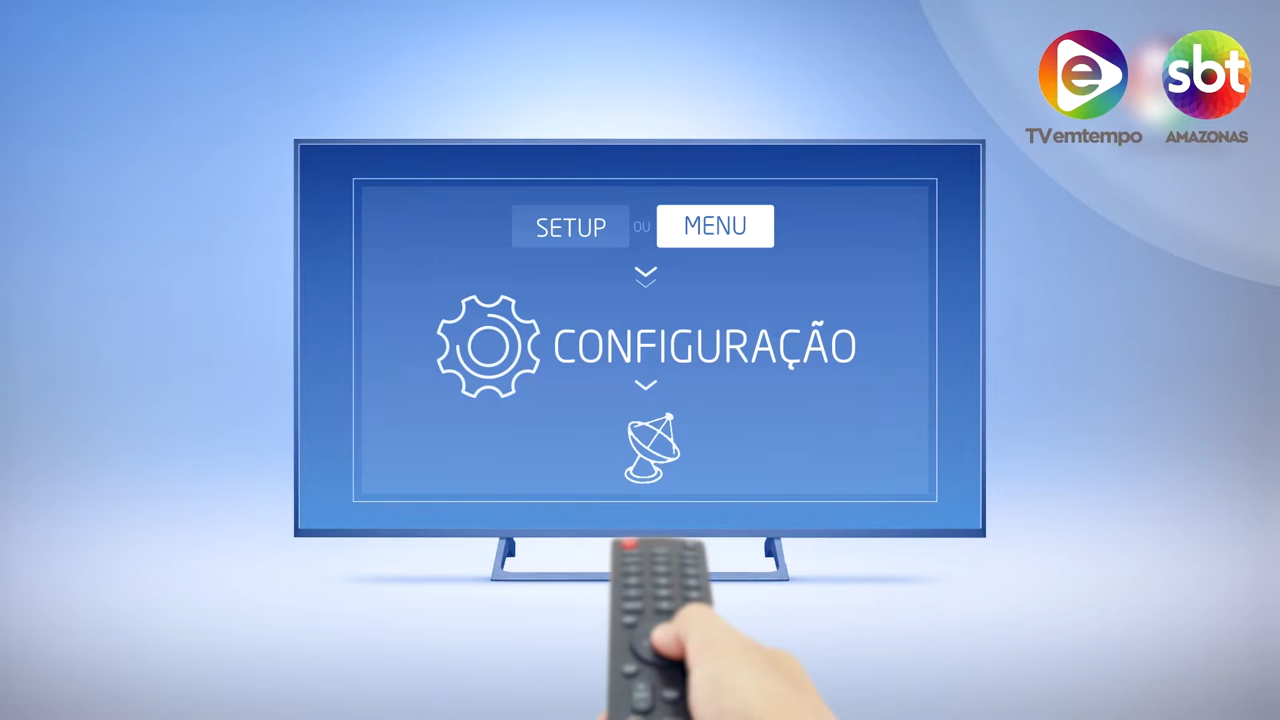 e
sbt
TVemtempo
AMAZONAS
SETUP OU MENU
CONFIGURAÇÃO